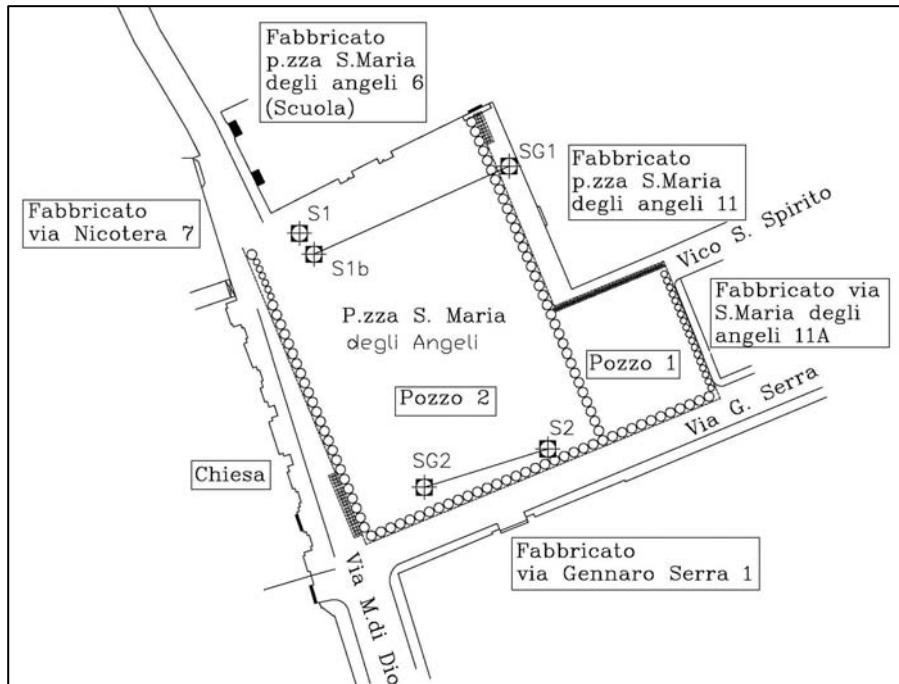 Fabbricato
p.zza S.Maria
degli angeli 6
(Scuola)
SG1
Fabbricato
p.zza S.Maria
degli angeli 11
Fabbricato
via Nicotera 7
S1
S1b
Vico S. Spirito
P.zza S. Maria
degli Angeli
Fabbricato via
S.Maria degli
angeli 11A
Pozzo 1
Pozzo 2
Via G. Serra
S2
SG2
Chiesa
Fabbricato
via Gennaro Serra 1
Via M.di Dio